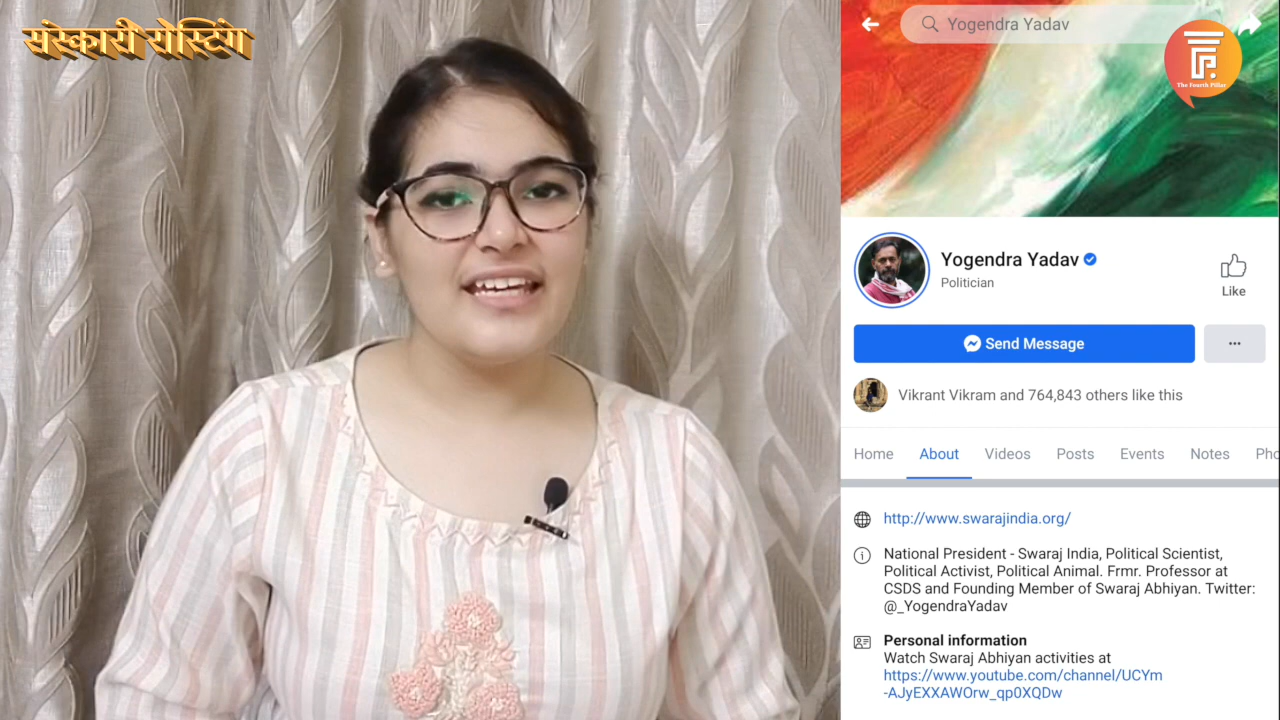 संस्कारी रोस्टिंग
Yogendra Yadav
The Fourth Pillar
Yogendra Yadav
Politician
Like
Send Message
Vikrant Vikram and 764,843 others like this
Home About Videos Posts Events Notes Pho
http://www.swarajindia.org/
National President - Swaraj India, Political Scientist,
Political Activist, Political Animal. Frmr. Professor at
CSDS and Founding Member of Swaraj Abhiyan. Twitter:
@_YogendraYadav
Personal information
Watch Swaraj Abhiyan activities at
https://www.youtube.com/channel/UCYm
-AJyEXXAWOrw_qp0XQDw